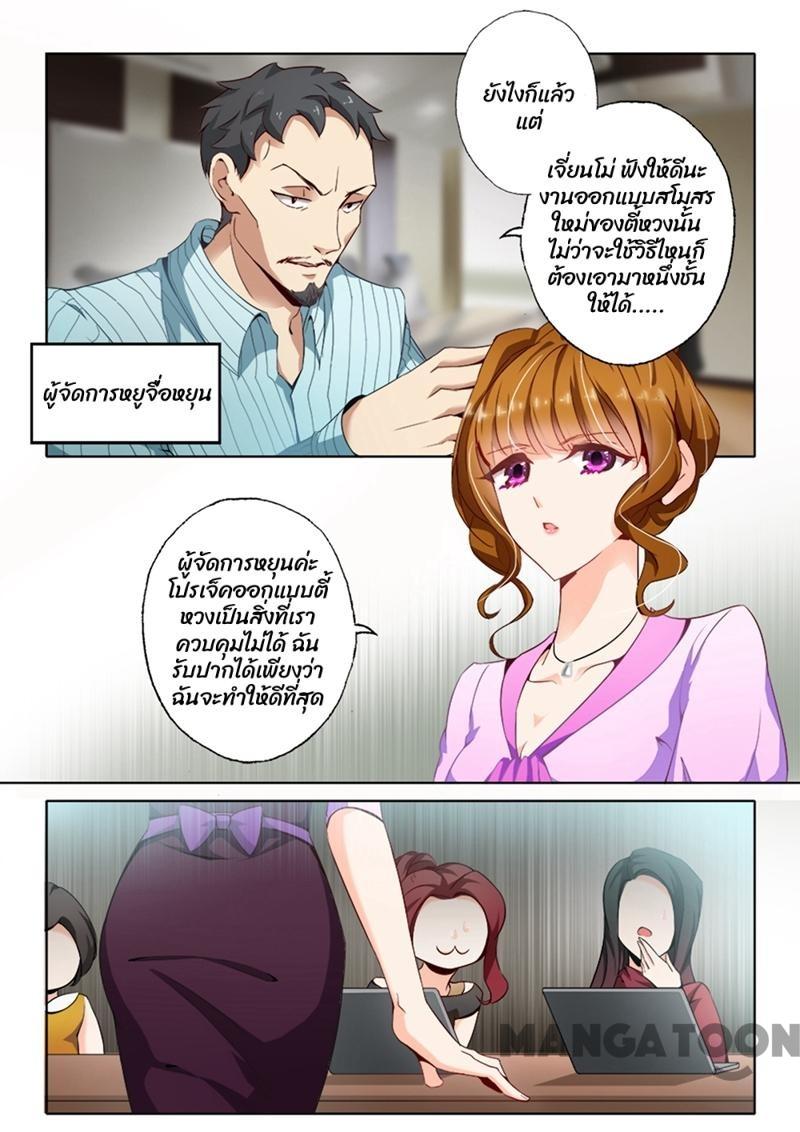 ยังไงก็แล้ว
แต่
เจี่ยนโม่ ฟังให้ดีนะ
งานออกแบบสโมสร
ใหม่ของตี้หวงนั้น
ไม่ว่าจะใช้วิธีไหนก็
ต้องเอามาหนึ่งชั้น
ให้ได้.....
ผู้จัดการหยูจื่อหยุน
ผู้จัดการหยุนค่ะ
โปรเจ็คออกแบบตี้
หวงเป็นสิ่งที่เรา
ควบคุมไม่ได้ ฉัน
รับปากได้เพียงว่า
ฉันจะทำให้ดีที่สุด
MANGATOON